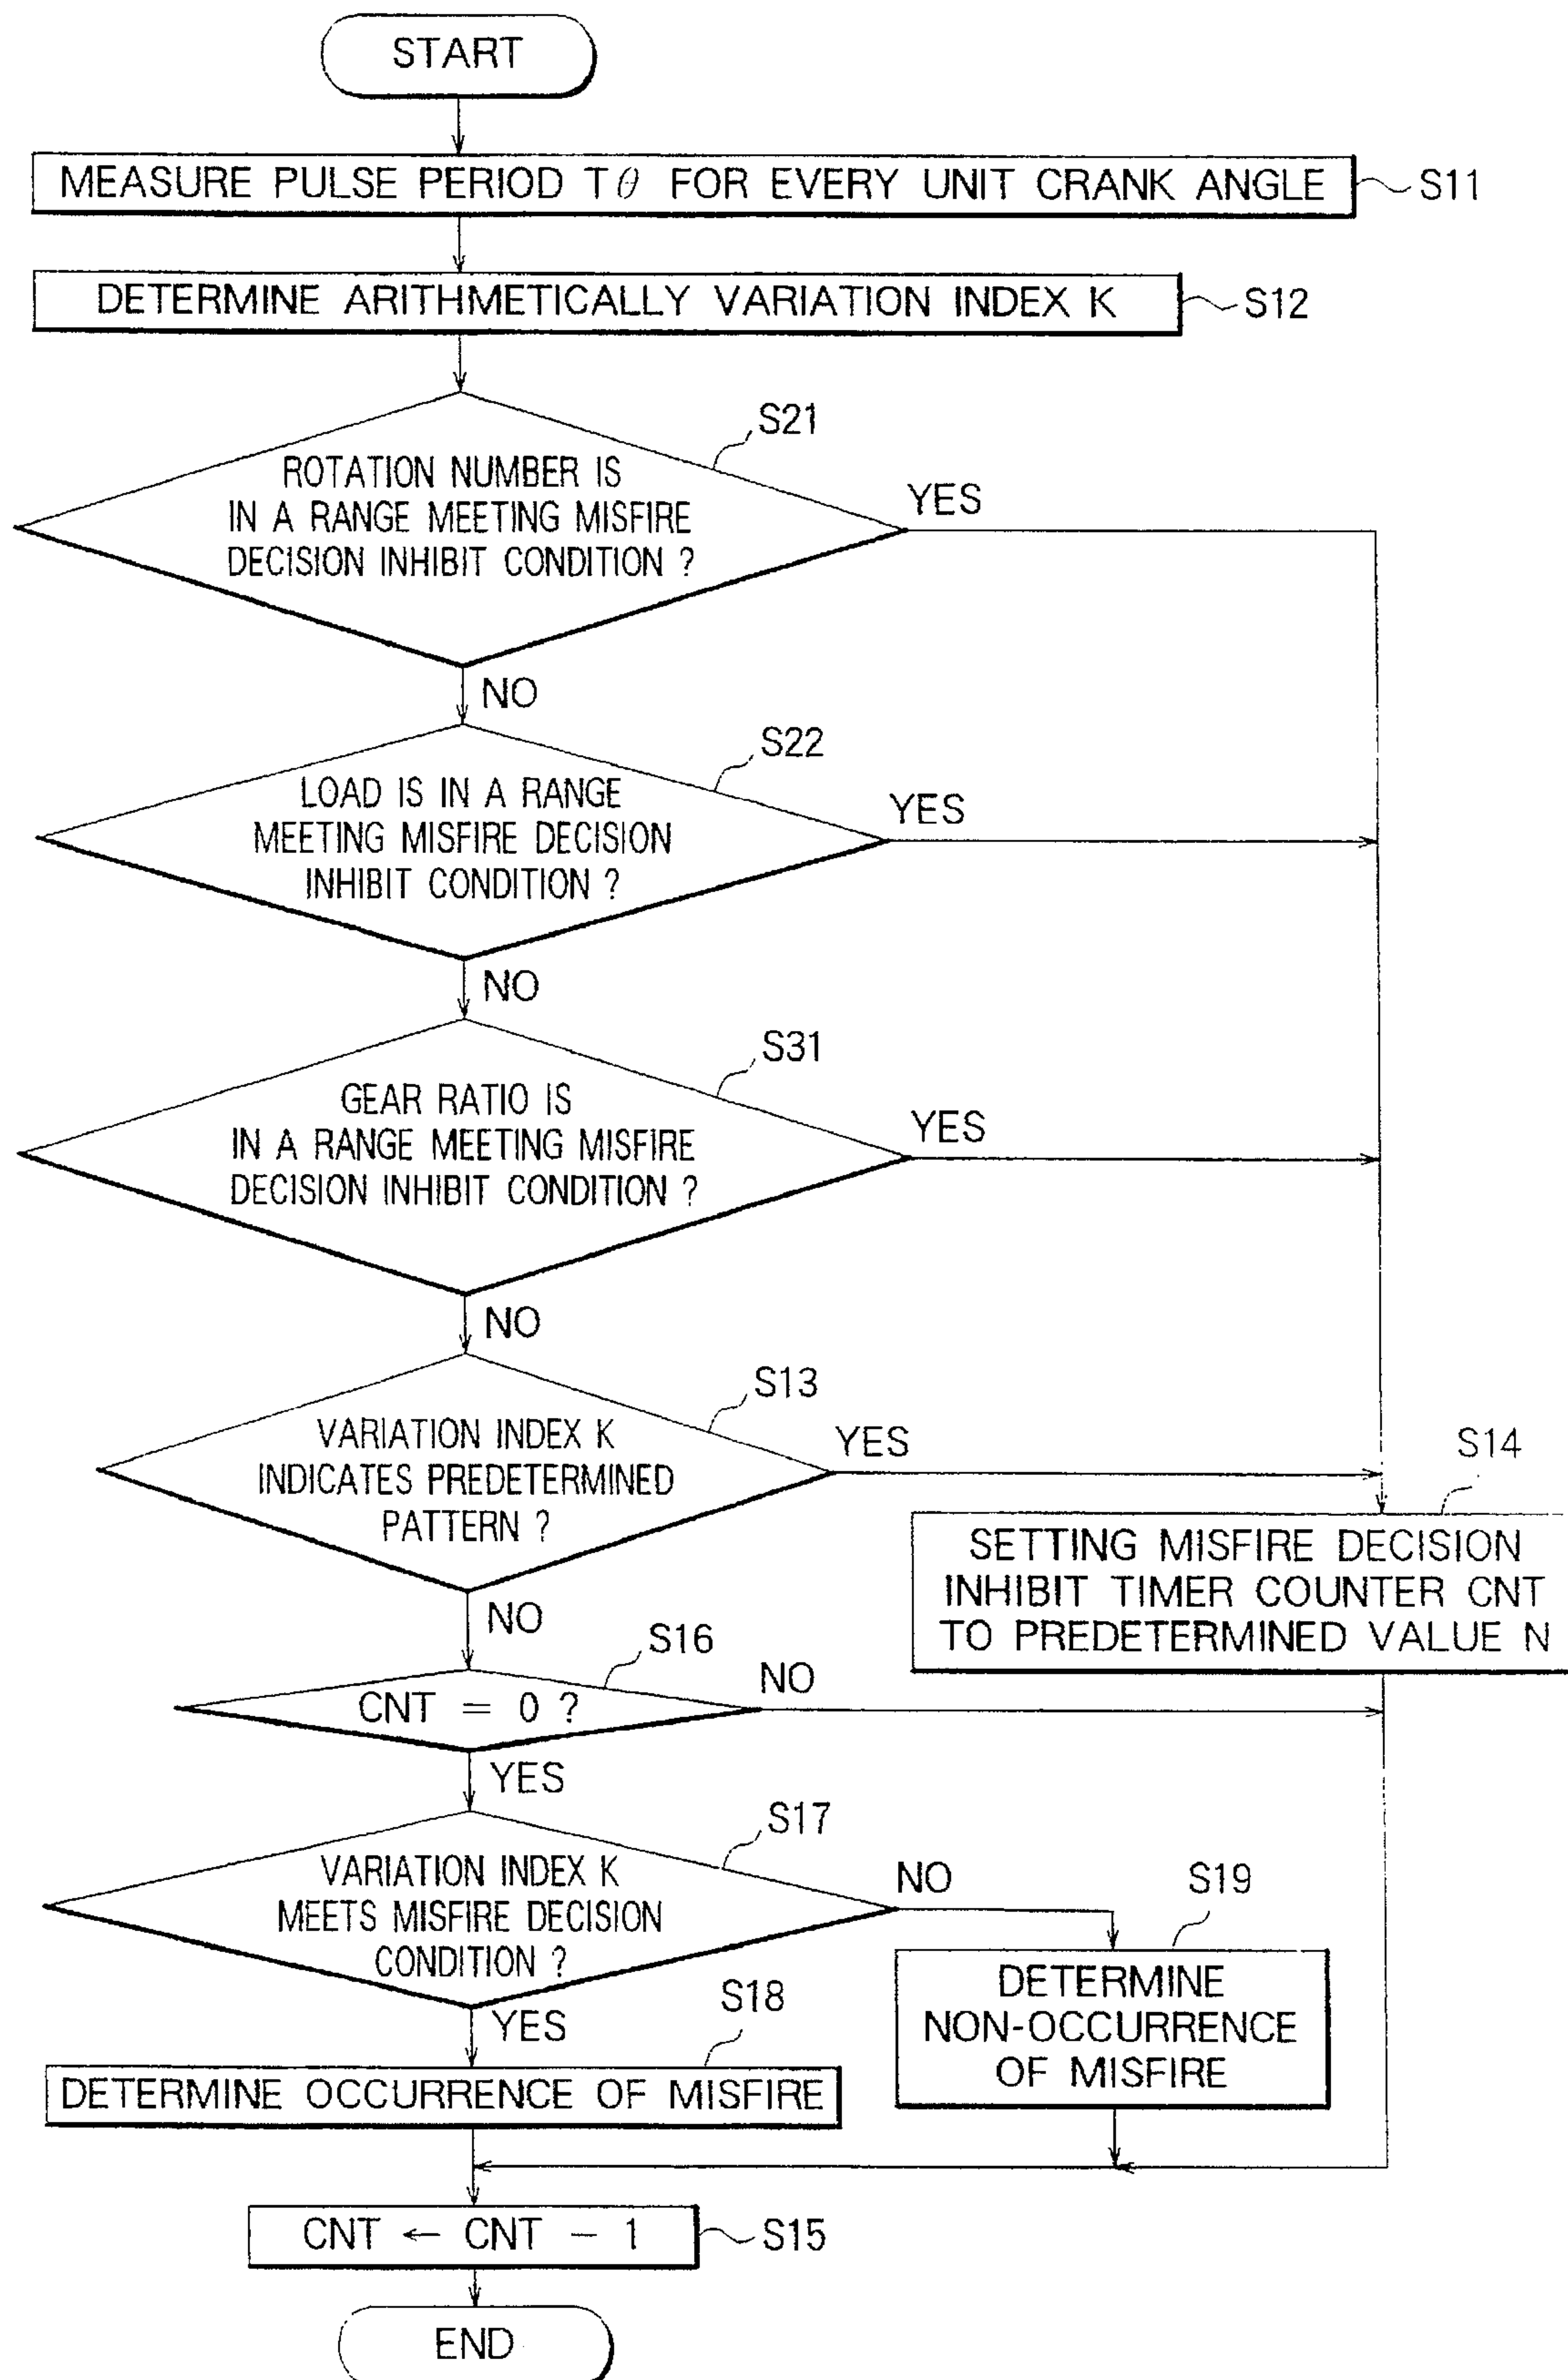 START
MEASURE PULSE PERIOD Tθ FOR EVERY UNIT CRANK ANGLE
S11
DETERMINE ARITHMETICALLY VARIATION INDEX K
S12
S21
ROTATION NUMBER IS
IN A RANGE MEETING MISFIRE
DECISION INHIBIT CONDITION ?
YES
NO
S22
LOAD IS IN A RANGE
MEETING MISFIRE DECISION
INHIBIT CONDITION ?
YES
NO
S31
GEAR RATIO IS
IN A RANGE MEETING MISFIRE
DECISION INHIBIT CONDITION ?
YES
NO
S13
VARIATION INDEX K
INDICATES PREDETERMINED
PATTERN ?
YES
NO
S14
SETTING MISFIRE DECISION
INHIBIT TIMER COUNTER CNT
TO PREDETERMINED VALUE N
S16
CNT = 0 ?
NO
YES
S17
VARIATION INDEX K
MEETS MISFIRE DECISION
CONDITION ?
NO
YES
S19
DETERMINE
NON-OCCURRENCE
OF MISFIRE
S18
DETERMINE OCCURRENCE OF MISFIRE
CNT ← CNT − 1
S15
END